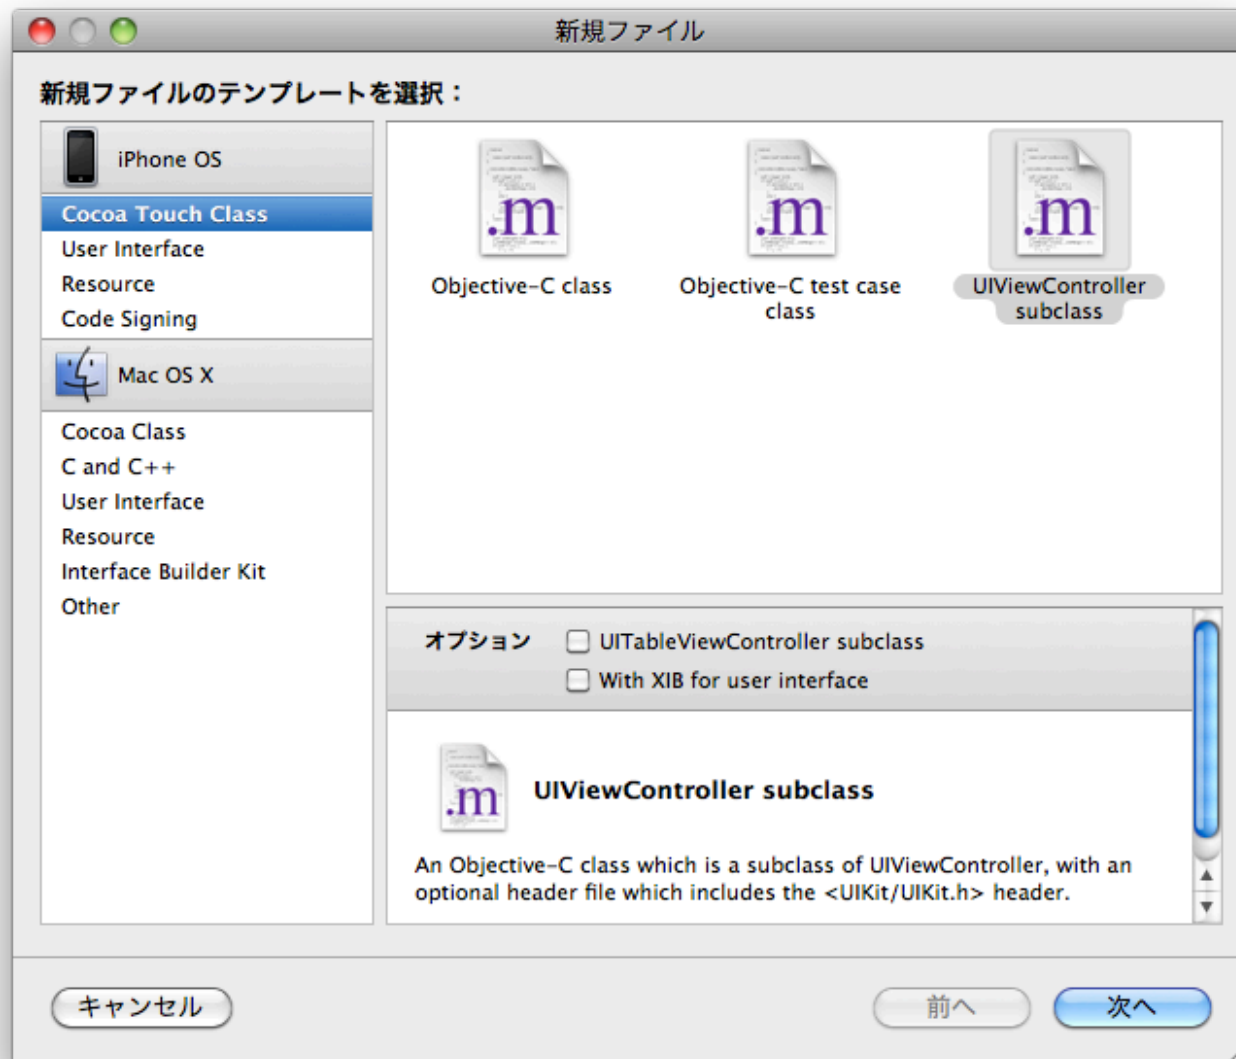 新規ファイル
新規ファイルのテンプレートを選択：
iPhone OS
Cocoa Touch Class
User Interface
Resource
Code Signing
Mac OS X
Cocoa Class
C and C++
User Interface
Resource
Interface Builder Kit
Other
.m
Objective-C class
.m
Objective-C test case
class
.m
UIViewController
subclass
オプション
UITableViewController subclass
With XIB for user interface
.m
UIViewController subclass
An Objective-C class which is a subclass of UIViewController, with an
optional header file which includes the <UIKit/UIKit.h> header.
キャンセル
前へ
次へ